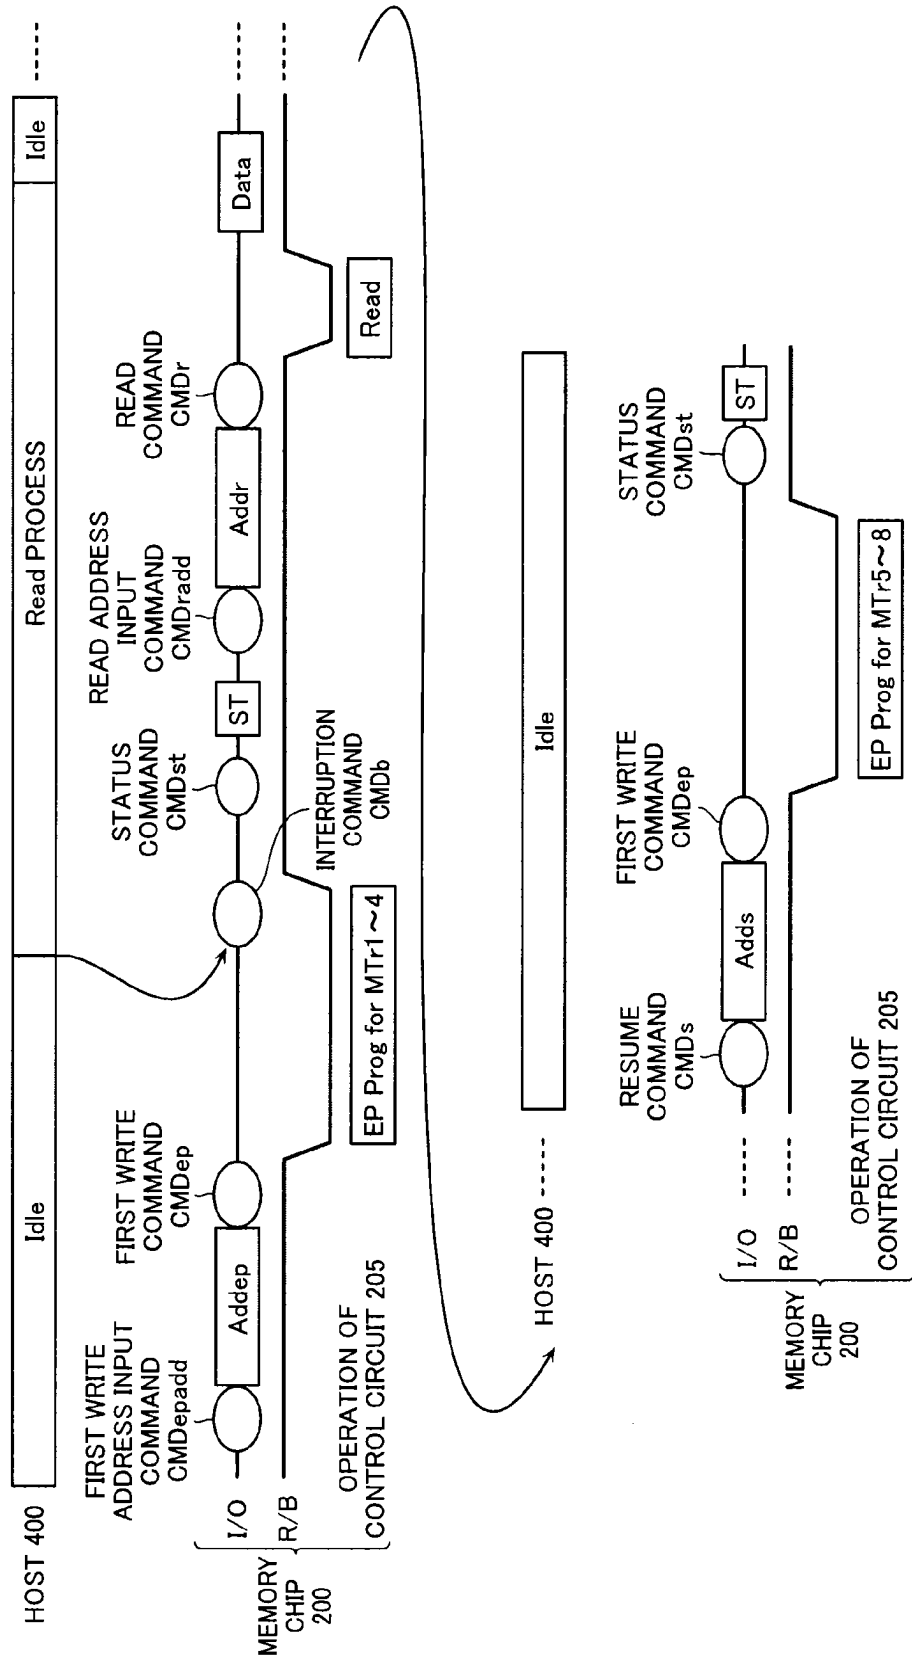 HOST 400
Idle
Read PROCESS
Idle
FIRST WRITE
ADDRESS INPUT
COMMAND
CMDepadd
FIRST WRITE
COMMAND
CMDep
STATUS
COMMAND
CMDst
READ ADDRESS
INPUT
COMMAND
CMDradd
READ
COMMAND
CMDr
I/O
Addep
ST
Addr
Data
R/B
INTERRUPTION
COMMAND
CMDb
MEMORY
CHIP
200
OPERATION OF
CONTROL CIRCUIT 205
EP Prog for MTr1~4
Read
HOST 400
Idle
RESUME
COMMAND
CMDs
FIRST WRITE
COMMAND
CMDep
STATUS
COMMAND
CMDst
I/O
Adds
ST
R/B
MEMORY
CHIP
200
OPERATION OF
CONTROL CIRCUIT 205
EP Prog for MTr5~8